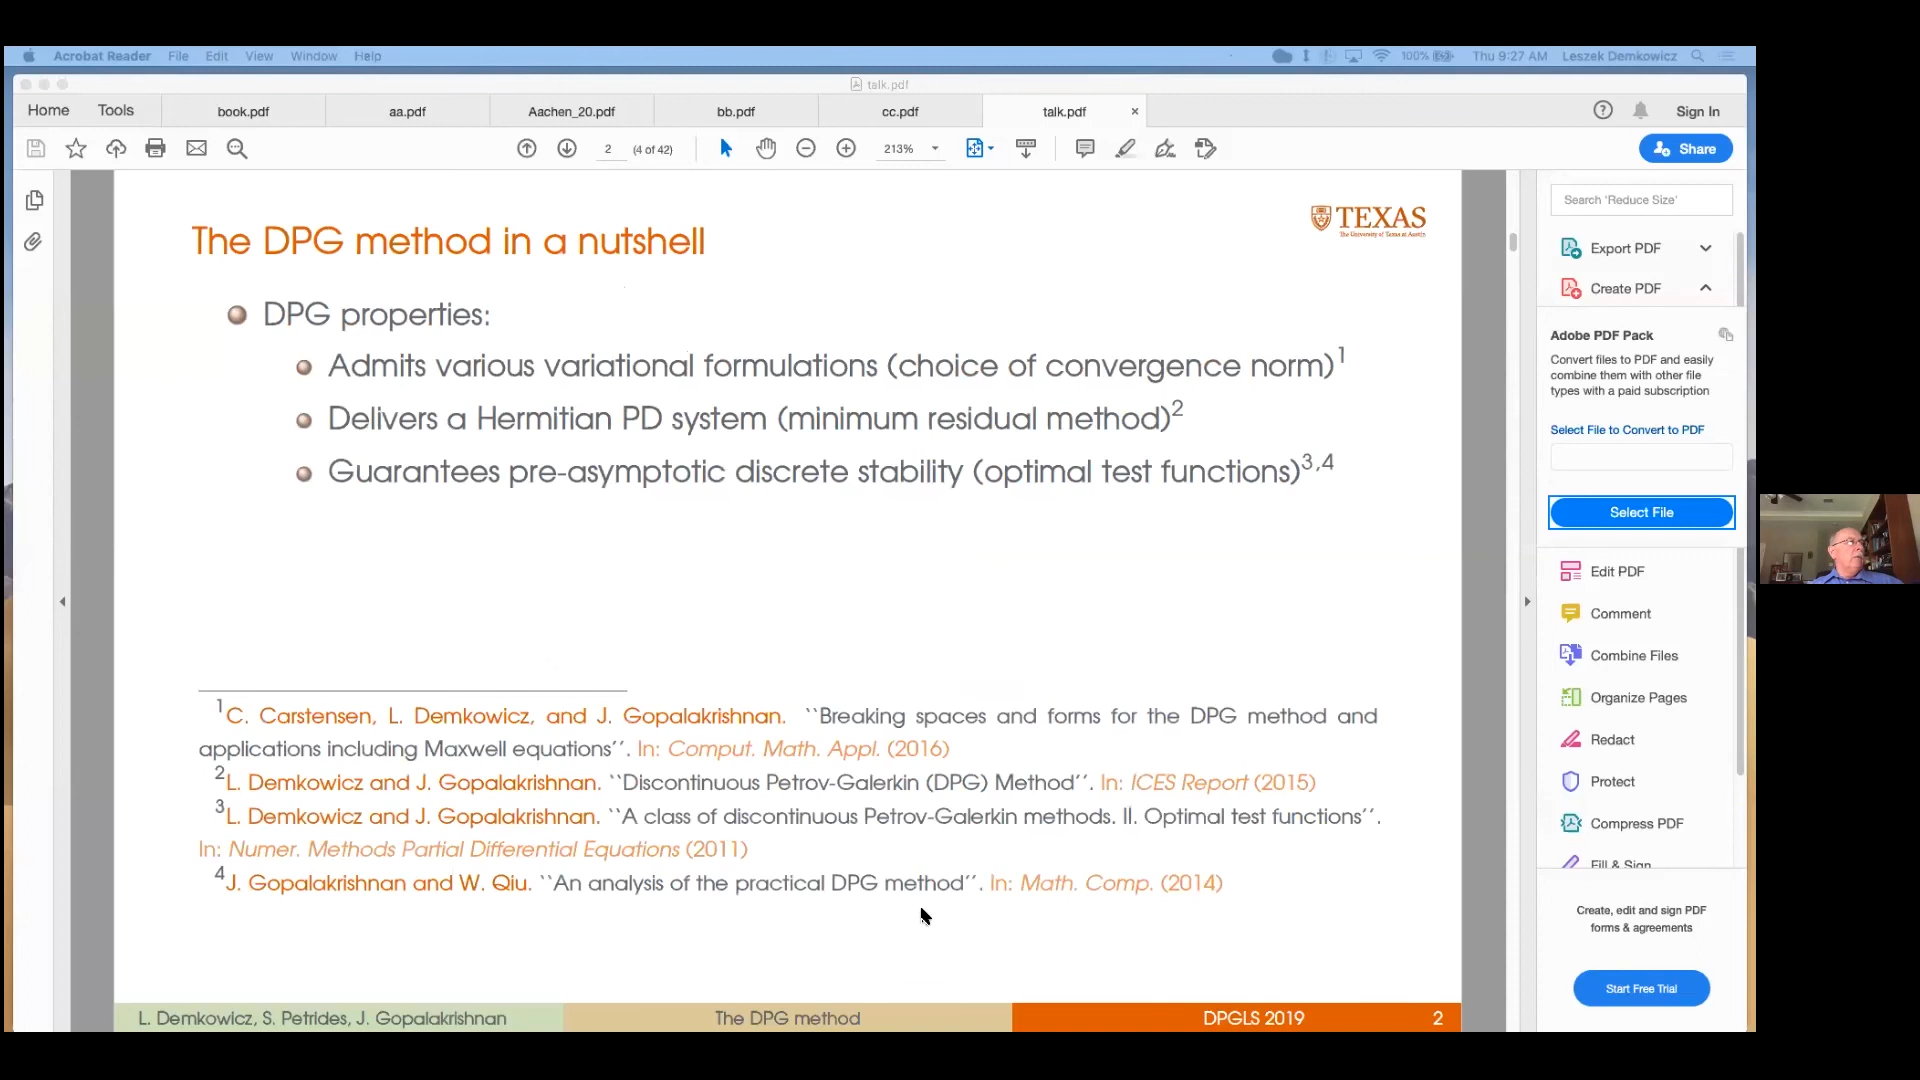 Acrobat Reader File Edit View Window Help 100% Thu 9:27 AM Leszek Demkowicz
talk.pdf
Home Tools book.pdf aa.pdf Aachen_20.pdf bb.pdf cc.pdf talk.pdf × Sign In
2 (4 of 42) 213% Share
TEXAS
The University of Texas at Austin
The DPG method in a nutshell
DPG properties:
Admits various variational formulations (choice of convergence norm)1
Delivers a Hermitian PD system (minimum residual method)2
Guarantees pre-asymptotic discrete stability (optimal test functions)3,4
1C. Carstensen, L. Demkowicz, and J. Gopalakrishnan. ``Breaking spaces and forms for the DPG method and
applications including Maxwell equations''. In: Comput. Math. Appl. (2016)
2L. Demkowicz and J. Gopalakrishnan. ``Discontinuous Petrov-Galerkin (DPG) Method''. In: ICES Report (2015)
3L. Demkowicz and J. Gopalakrishnan. ``A class of discontinuous Petrov-Galerkin methods. II. Optimal test functions''.
In: Numer. Methods Partial Differential Equations (2011)
4J. Gopalakrishnan and W. Qiu. ``An analysis of the practical DPG method''. In: Math. Comp. (2014)
L. Demkowicz, S. Petrides, J. Gopalakrishnan The DPG method DPGLS 2019 2
Search 'Reduce Size'
Export PDF
Create PDF
Adobe PDF Pack
Convert files to PDF and easily
combine them with other file
types with a paid subscription
Select File to Convert to PDF
Select File
Edit PDF
Comment
Combine Files
Organize Pages
Redact
Protect
Compress PDF
Fill & Sign
Create, edit and sign PDF
forms & agreements
Start Free Trial